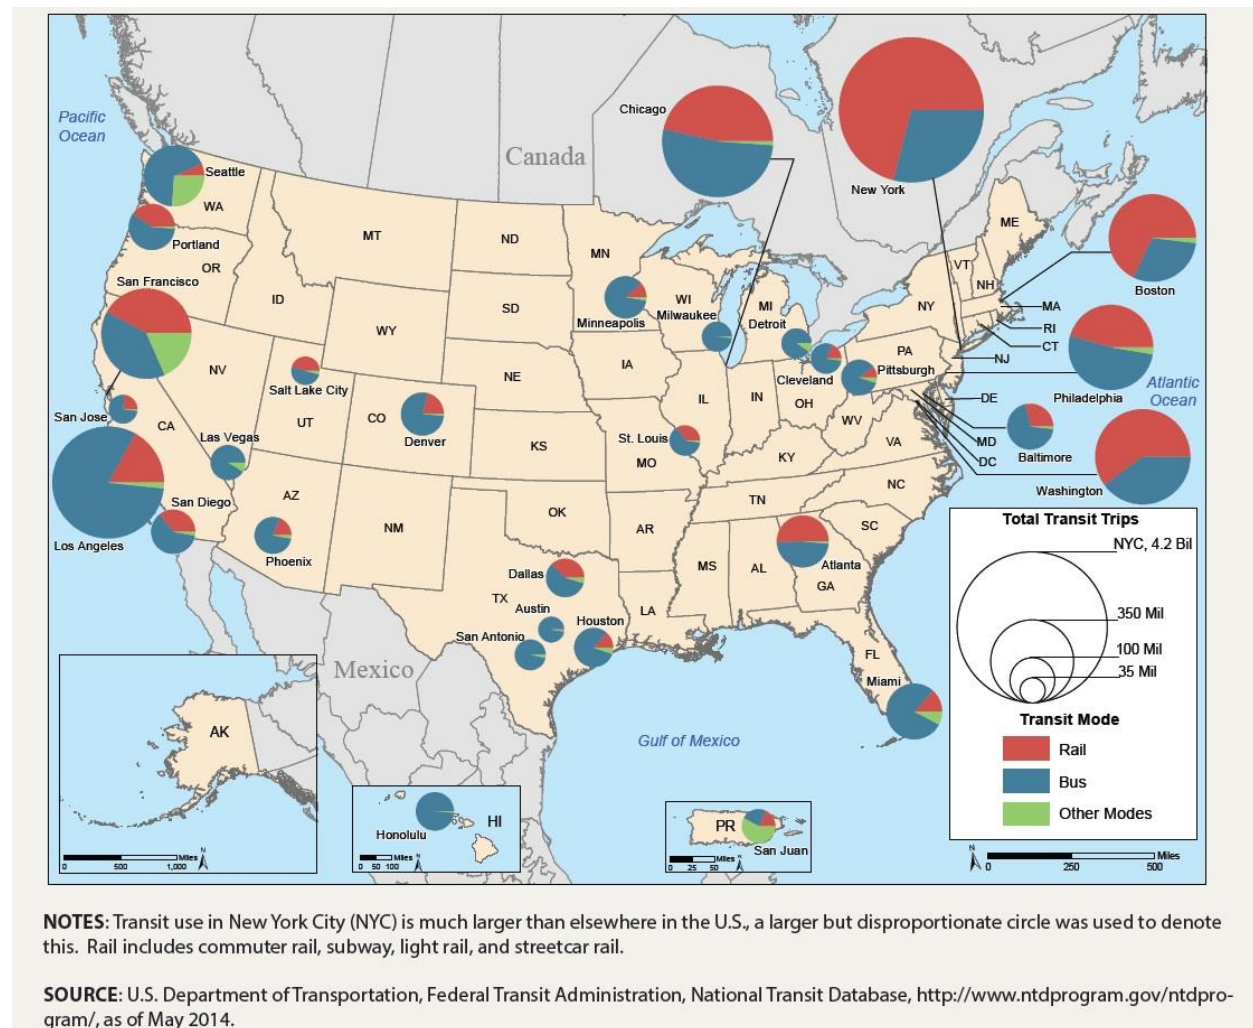 Pacific
Ocean
Canada
Chicago
New York
Seattle
WA
Portland
OR
San Francisco
MT
ND
MN
ID
WY
SD
WI
Milwaukee
Minneapolis
MI
Detroit
ME
VT
NH
NY
Boston
MA
RI
CT
NJ
PA
Pittsburgh
Cleveland
Philadelphia
Atlantic
Ocean
NV
Salt Lake City
UT
CO
Denver
NE
IA
IL
IN
OH
WV
VA
DE
MD
DC
Baltimore
Washington
San Jose
CA
Las Vegas
KS
St. Louis
MO
KY
NC
TN
SC
San Diego
AZ
NM
OK
AR
MS
AL
Atlanta
GA
Los Angeles
Phoenix
Dallas
TX
Austin
San Antonio
Houston
LA
FL
Miami
Mexico
Gulf of Mexico
Total Transit Trips
NYC, 4.2 Bil
350 Mil
100 Mil
35 Mil
Transit Mode
Rail
Bus
Other Modes
N
Miles
0 250 500
AK
Miles
N
0 500 1,000
Honolulu
HI
Miles
N
0 50 100
PR
San Juan
Miles
N
0 25 50
NOTES: Transit use in New York City (NYC) is much larger than elsewhere in the U.S., a larger but disproportionate circle was used to denote
this. Rail includes commuter rail, subway, light rail, and streetcar rail.
SOURCE: U.S. Department of Transportation, Federal Transit Administration, National Transit Database, http://www.ntdprogram.gov/ntdpro-
gram/, as of May 2014.